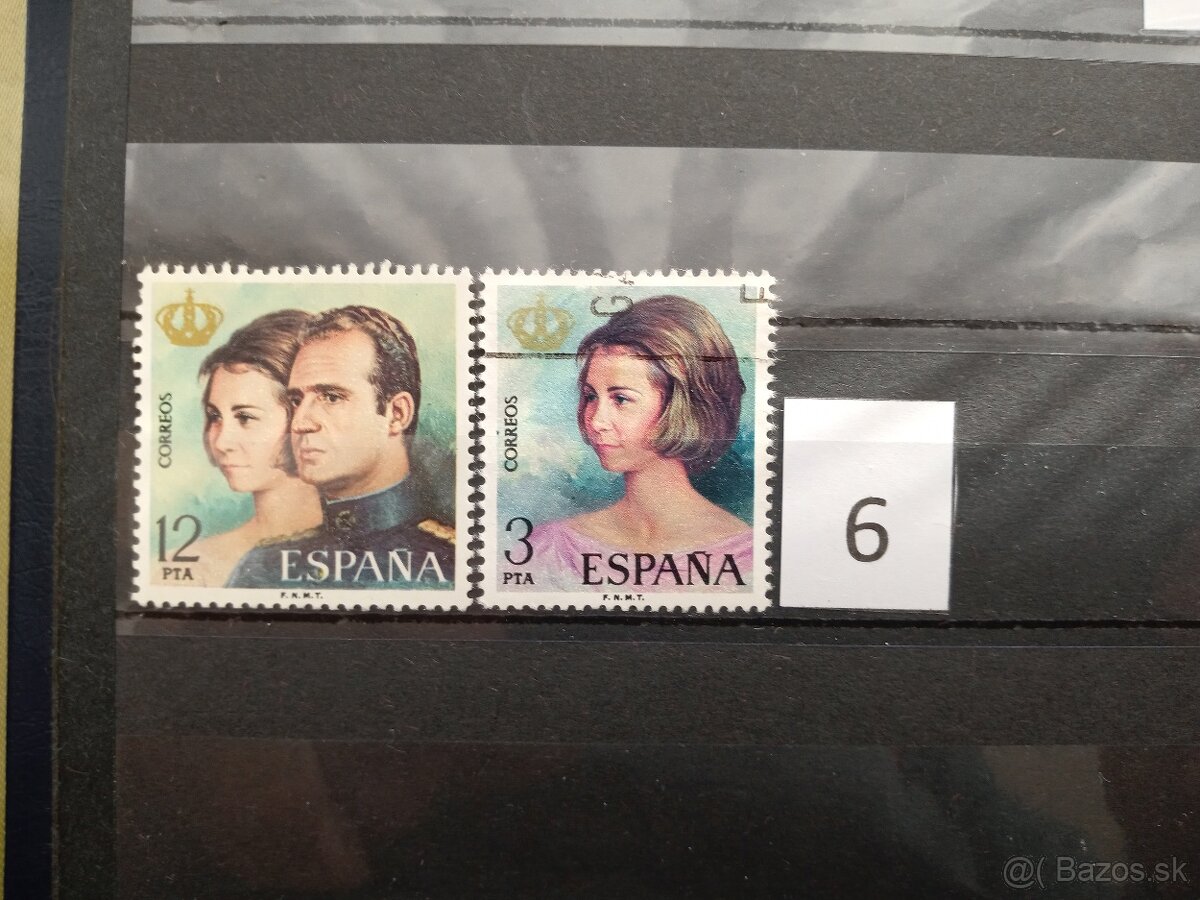 CORREOS
12
PTA
ESPAÑA
F.N.M.T.
G
E
CORREOS
3
PTA
ESPAÑA
F.N.M.T.
6
@( Bazos.sk